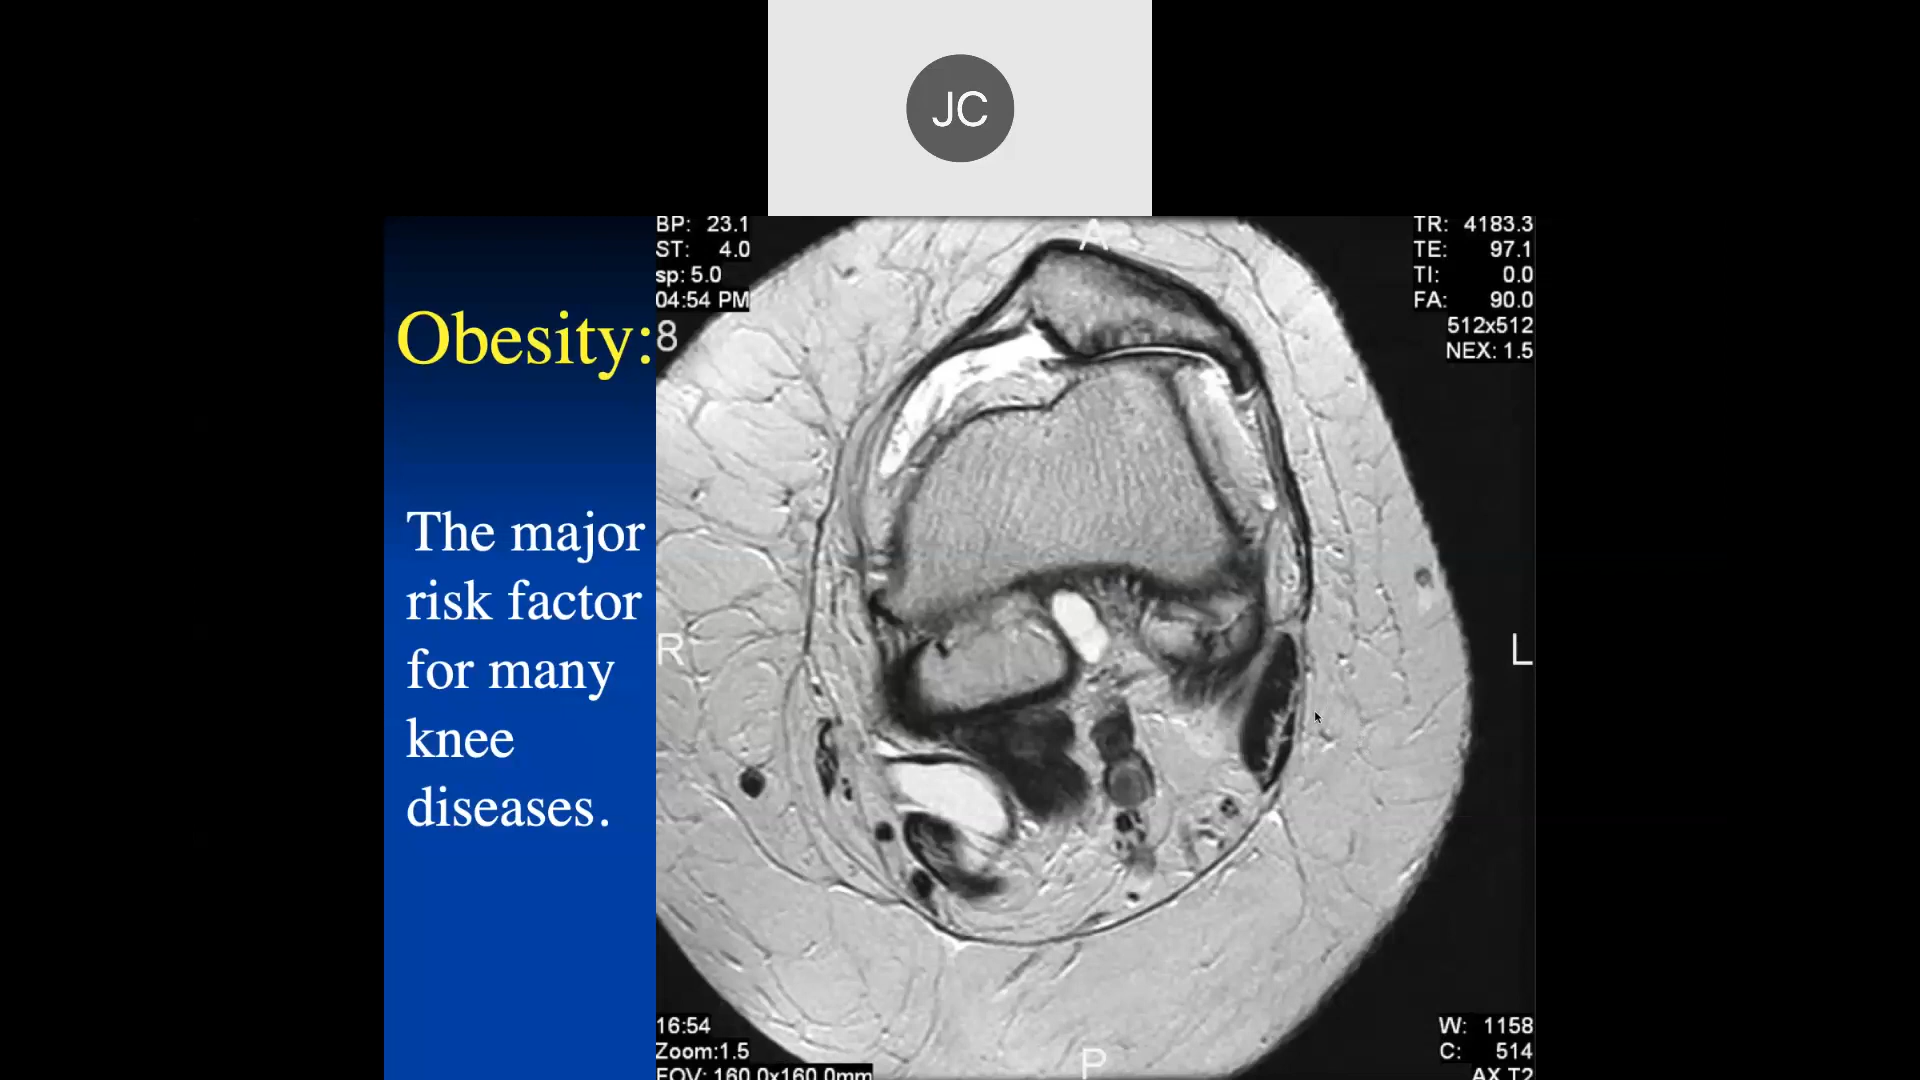 JC
Obesity:
The major
risk factor
for many
knee
diseases.
BP: 23.1
ST: 4.0
sp: 5.0
04:54 PM
8
A
TR: 4183.3
TE: 97.1
TI: 0.0
FA: 90.0
512x512
NEX: 1.5
R
L
16:54
Zoom:1.5
FOV: 160.0x160.0mm
P
W: 1158
C: 514
AX T2